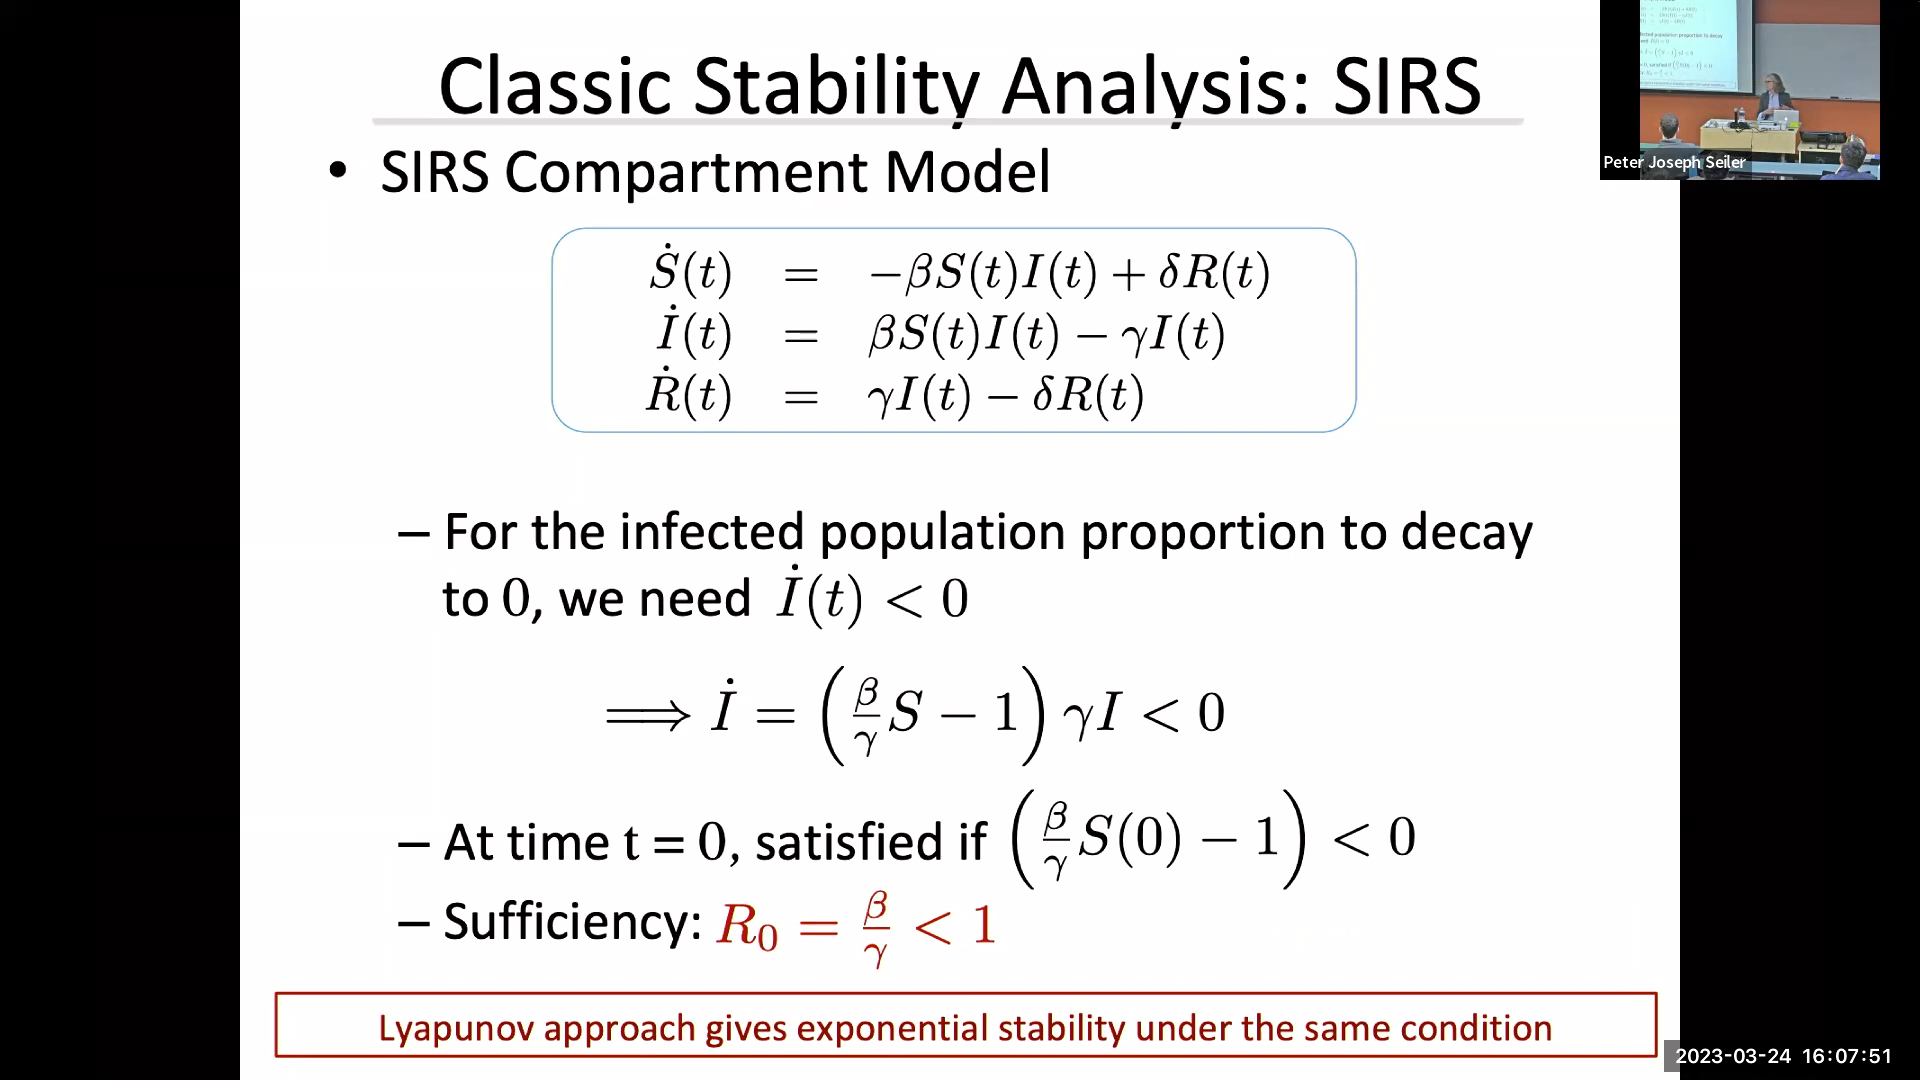 Classic Stability Analysis: SIRS
• SIRS Compartment Model
Ṡ(t) = −βS(t)I(t) + δR(t)
İ(t) = βS(t)I(t) − γI(t)
Ṙ(t) = γI(t) − δR(t)
– For the infected population proportion to decay
to 0, we need İ(t) < 0
⟹ İ = (β/γ S − 1) γI < 0
– At time t = 0, satisfied if (β/γ S(0) − 1) < 0
– Sufficiency: R₀ = β/γ < 1
Lyapunov approach gives exponential stability under the same condition
Peter Joseph Seiler
2023-03-24 16:07:51